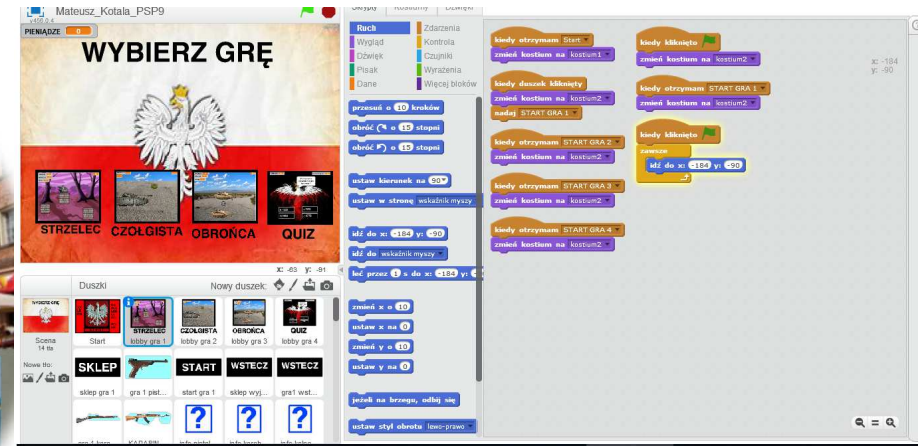 Mateusz_Kotala_PSP9
v456.0.4
PIENIĄDZE 0
WYBIERZ GRĘ
STRZELEC CZOŁGISTA OBROŃCA QUIZ
X: -63 y: -91
Duszki
Nowy duszek:
Scena
14 tła
Nowe tło:
Start
lobby gra 1
lobby gra 2
lobby gra 3
lobby gra 4
STRZELEC
CZOŁGISTA
OBROŃCA
QUIZ
SKLEP
START
WSTECZ
WSTECZ
sklep gra 1
gra 1 pist...
start gra 1
sklep wyj...
gra1 wst...
?
?
?
Skrypty
Kostiumy
Dźwięki
Ruch
Wygląd
Dźwięk
Pisak
Dane
Zdarzenia
Kontrola
Czujniki
Wyrażenia
Więcej bloków
przesuń o 10 kroków
obróć o 15 stopni
obróć o 15 stopni
ustaw kierunek na 90
ustaw w stronę wskaźnik myszy
idź do x: -184 y: -90
idź do wskaźnik myszy
leć przez 1 s do x: -184 y:
zmień x o 10
ustaw x na 0
zmień y o 10
ustaw y na 0
jeżeli na brzegu, odbij się
ustaw styl obrotu lewo-prawo
kiedy otrzymam Start
zmień kostium na kostium1
kiedy duszek kliknięty
zmień kostium na kostium2
nadaj START GRA 1
kiedy otrzymam START GRA 2
zmień kostium na kostium2
kiedy otrzymam START GRA 3
zmień kostium na kostium2
kiedy otrzymam START GRA 4
zmień kostium na kostium2
kiedy kliknięto
zmień kostium na kostium2
kiedy otrzymam START GRA 1
zmień kostium na kostium2
kiedy kliknięto
zawsze
idź do x: -184 y: -90
x: -184
y: -90